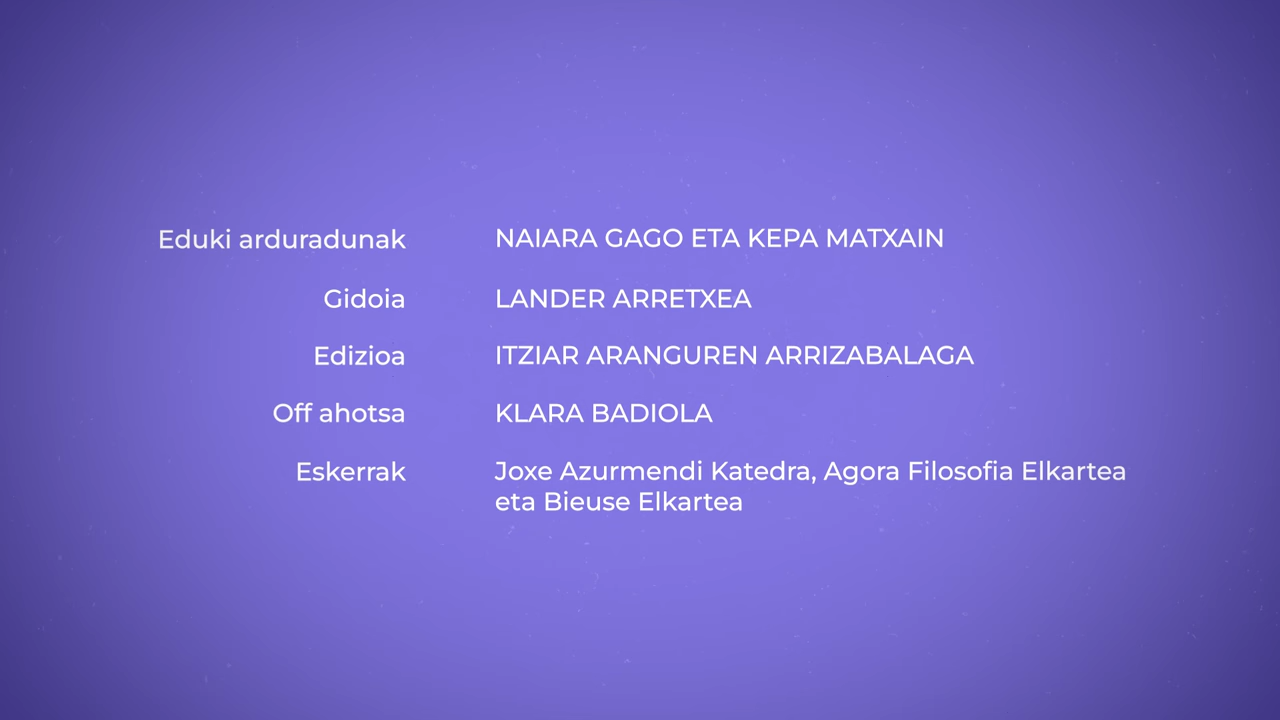 Eduki arduradunak NAIARA GAGO ETA KEPA MATXAIN
Gidoia LANDER ARRETXEA
Edizioa ITZIAR ARANGUREN ARRIZABALAGA
Off ahotsa KLARA BADIOLA
Eskerrak Joxe Azurmendi Katedra, Agora Filosofia Elkartea
eta Bieuse Elkartea